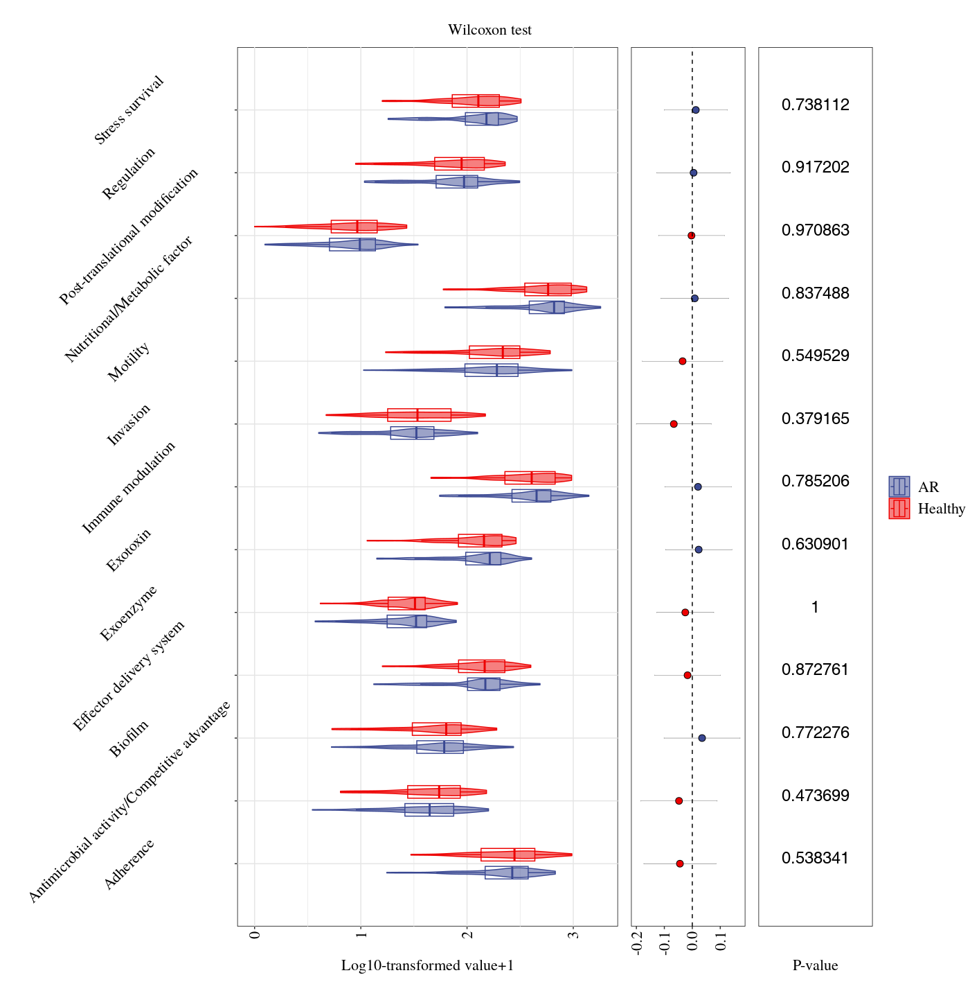 Wilcoxon test
Stress survival
0.738112
Regulation
0.917202
Post-translational modification
0.970863
Nutritional/Metabolic factor
0.837488
Motility
0.549529
Invasion
0.379165
Immune modulation
0.785206
Exotoxin
0.630901
Exoenzyme
1
Effector delivery system
0.872761
Biofilm
0.772276
Antimicrobial activity/Competitive advantage
0.473699
Adherence
0.538341
AR
Healthy
0
1
2
3
-0.2
-0.1
0.0
0.1
Log10-transformed value+1
P-value